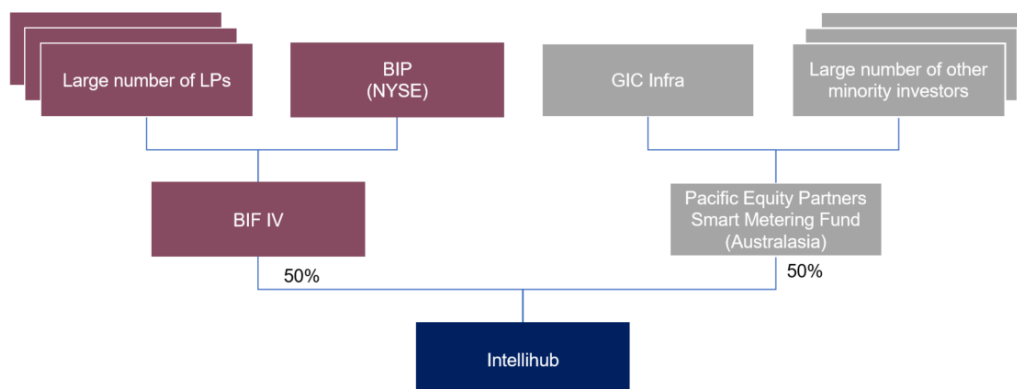 Large number of LPs
BIP
(NYSE)
GIC Infra
Large number of other
minority investors
BIF IV
Pacific Equity Partners
Smart Metering Fund
(Australasia)
50%
50%
Intellihub